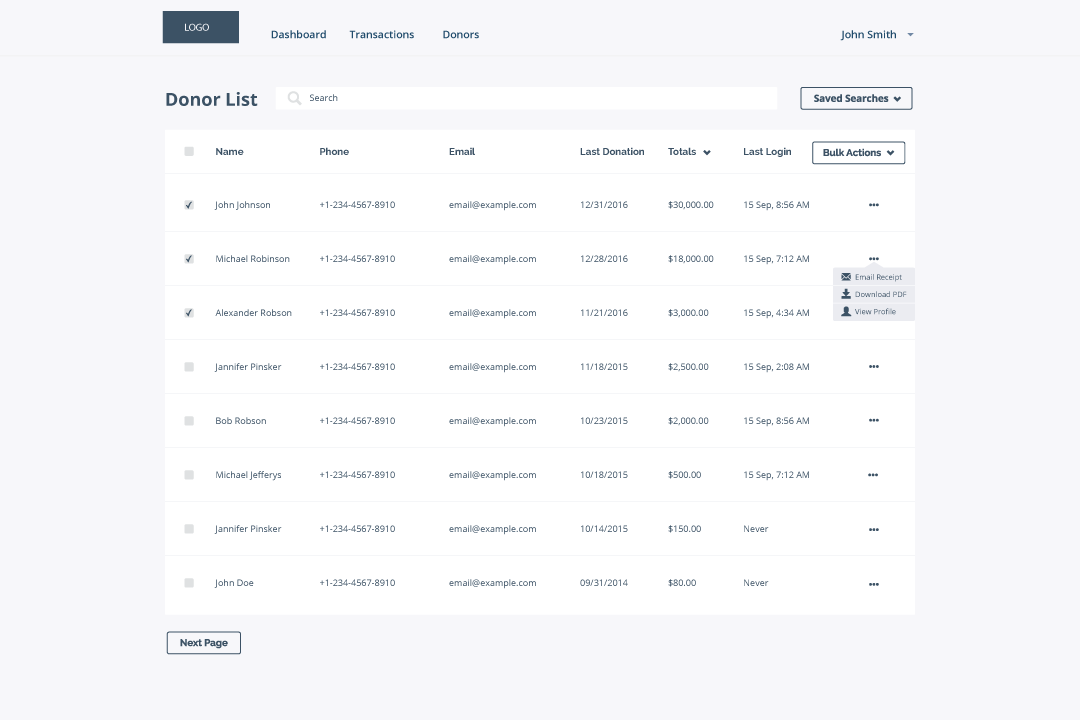 LOGO Dashboard Transactions Donors John Smith
Donor List Search Saved Searches
Name Phone Email Last Donation Totals Last Login Bulk Actions
John Johnson +1-234-4567-8910 email@example.com 12/31/2016 $30,000.00 15 Sep, 8:56 AM
Michael Robinson +1-234-4567-8910 email@example.com 12/28/2016 $18,000.00 15 Sep, 7:12 AM
Email Receipt
Download PDF
View Profile
Alexander Robson +1-234-4567-8910 email@example.com 11/21/2016 $3,000.00 15 Sep, 4:34 AM
Jannifer Pinsker +1-234-4567-8910 email@example.com 11/18/2015 $2,500.00 15 Sep, 2:08 AM
Bob Robson +1-234-4567-8910 email@example.com 10/23/2015 $2,000.00 15 Sep, 8:56 AM
Michael Jefferys +1-234-4567-8910 email@example.com 10/18/2015 $500.00 15 Sep, 7:12 AM
Jannifer Pinsker +1-234-4567-8910 email@example.com 10/14/2015 $150.00 Never
John Doe +1-234-4567-8910 email@example.com 09/31/2014 $80.00 Never
Next Page